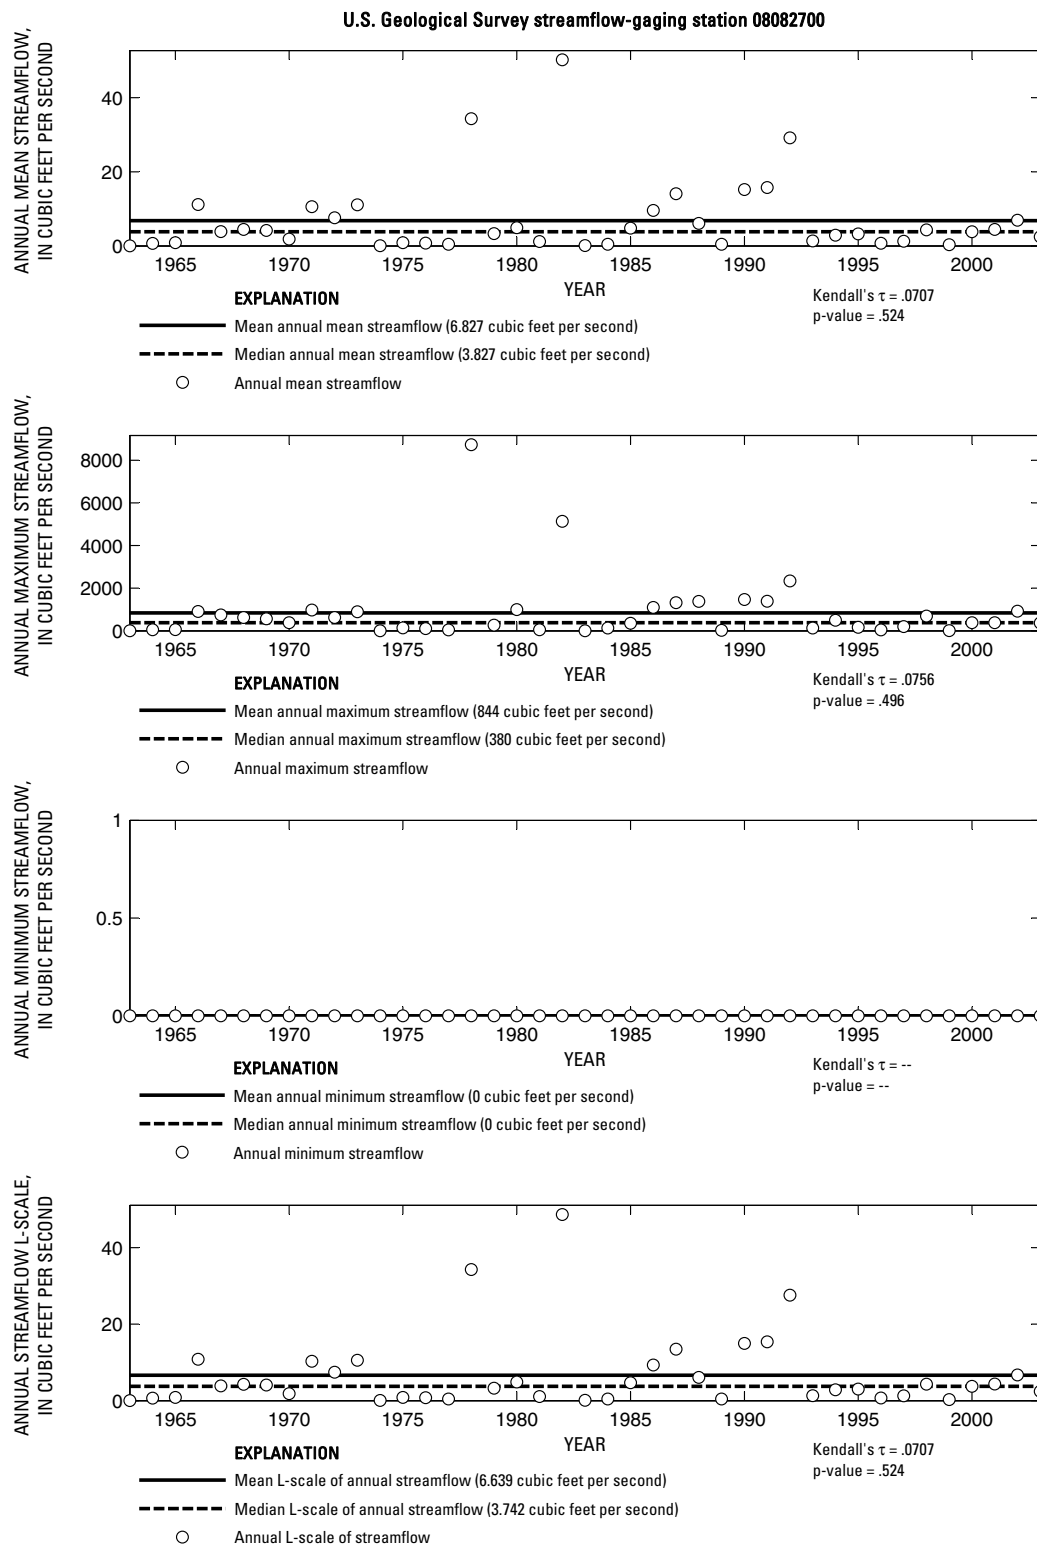 U.S. Geological Survey streamflow-gaging station 08082700
ANNUAL MEAN STREAMFLOW,
IN CUBIC FEET PER SECOND
40
20
0
1965 1970 1975 1980 1985 1990 1995 2000
YEAR
EXPLANATION
Mean annual mean streamflow (6.827 cubic feet per second)
Median annual mean streamflow (3.827 cubic feet per second)
Annual mean streamflow
Kendall's τ = .0707
p-value = .524
ANNUAL MAXIMUM STREAMFLOW,
IN CUBIC FEET PER SECOND
8000
6000
4000
2000
0
1965 1970 1975 1980 1985 1990 1995 2000
YEAR
EXPLANATION
Mean annual maximum streamflow (844 cubic feet per second)
Median annual maximum streamflow (380 cubic feet per second)
Annual maximum streamflow
Kendall's τ = .0756
p-value = .496
ANNUAL MINIMUM STREAMFLOW,
IN CUBIC FEET PER SECOND
1
0.5
0
1965 1970 1975 1980 1985 1990 1995 2000
YEAR
EXPLANATION
Mean annual minimum streamflow (0 cubic feet per second)
Median annual minimum streamflow (0 cubic feet per second)
Annual minimum streamflow
Kendall's τ = --
p-value = --
ANNUAL STREAMFLOW L-SCALE,
IN CUBIC FEET PER SECOND
40
20
0
1965 1970 1975 1980 1985 1990 1995 2000
YEAR
EXPLANATION
Mean L-scale of annual streamflow (6.639 cubic feet per second)
Median L-scale of annual streamflow (3.742 cubic feet per second)
Annual L-scale of streamflow
Kendall's τ = .0707
p-value = .524